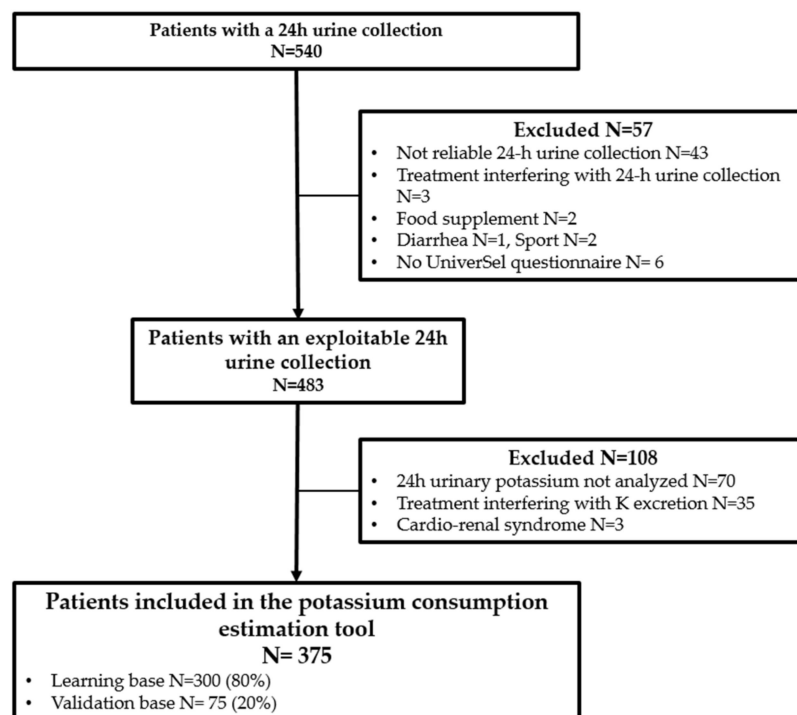 Patients with a 24h urine collection
N=540
Excluded N=57
• Not reliable 24-h urine collection N=43
• Treatment interfering with 24-h urine collection
N=3
• Food supplement N=2
• Diarrhea N=1, Sport N=2
• No UniverSel questionnaire N= 6
Patients with an exploitable 24h
urine collection
N=483
Excluded N=108
• 24h urinary potassium not analyzed N=70
• Treatment interfering with K excretion N=35
• Cardio-renal syndrome N=3
Patients included in the potassium consumption
estimation tool
N= 375
• Learning base N=300 (80%)
• Validation base N= 75 (20%)